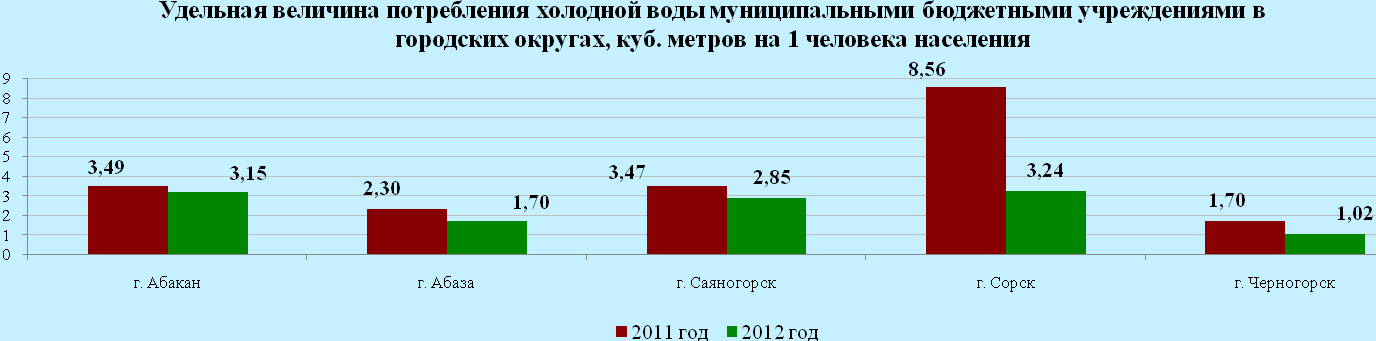 Удельная величина потребления холодной воды муниципальными бюджетными учреждениями в
городских округах, куб. метров на 1 человека населения
9
8
7
6
5
4
3
2
1
0
3,49
3,15
2,30
1,70
3,47
2,85
8,56
3,24
1,70
1,02
г. Абакан
г. Абаза
г. Саяногорск
г. Сорск
г. Черногорск
2011 год
2012 год